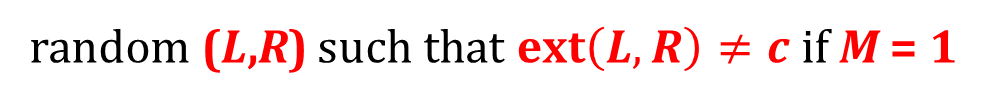 random (L,R) such that ext(L, R) ≠ c if M = 1